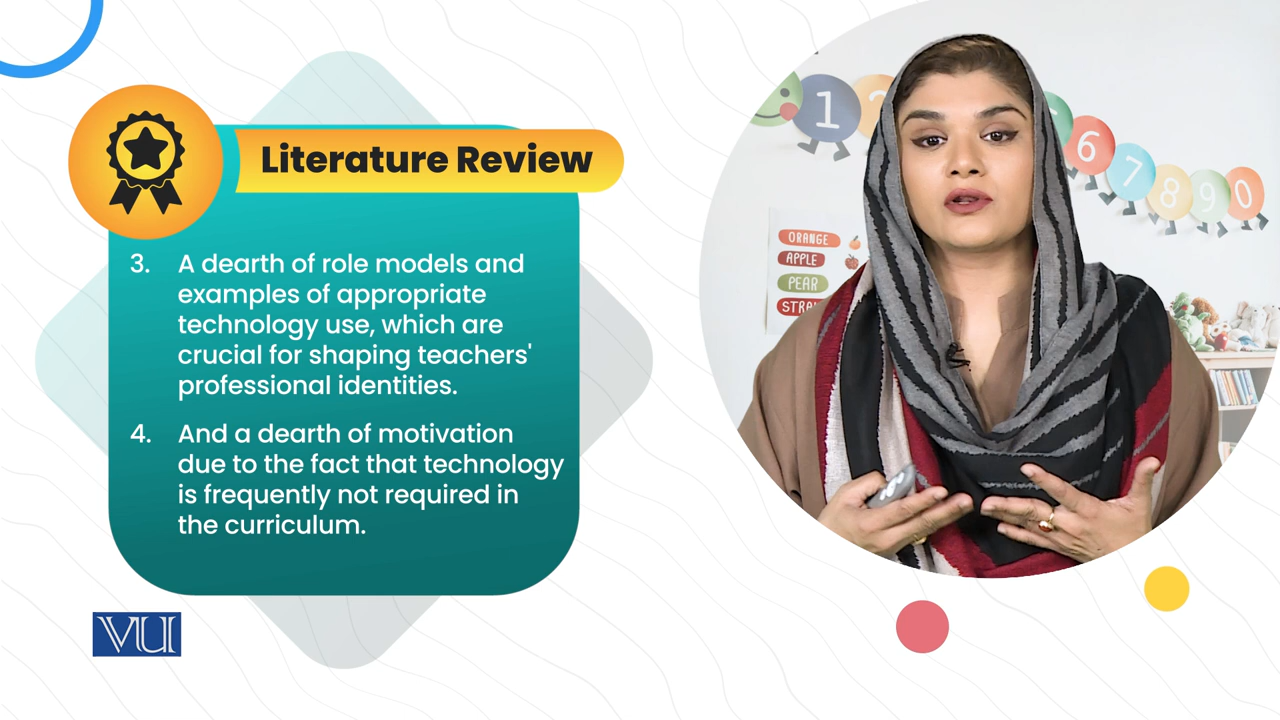 Literature Review
3. A dearth of role models and
examples of appropriate
technology use, which are
crucial for shaping teachers'
professional identities.
4. And a dearth of motivation
due to the fact that technology
is frequently not required in
the curriculum.
VU
1
6
7
8
9
0
ORANGE
APPLE
PEAR